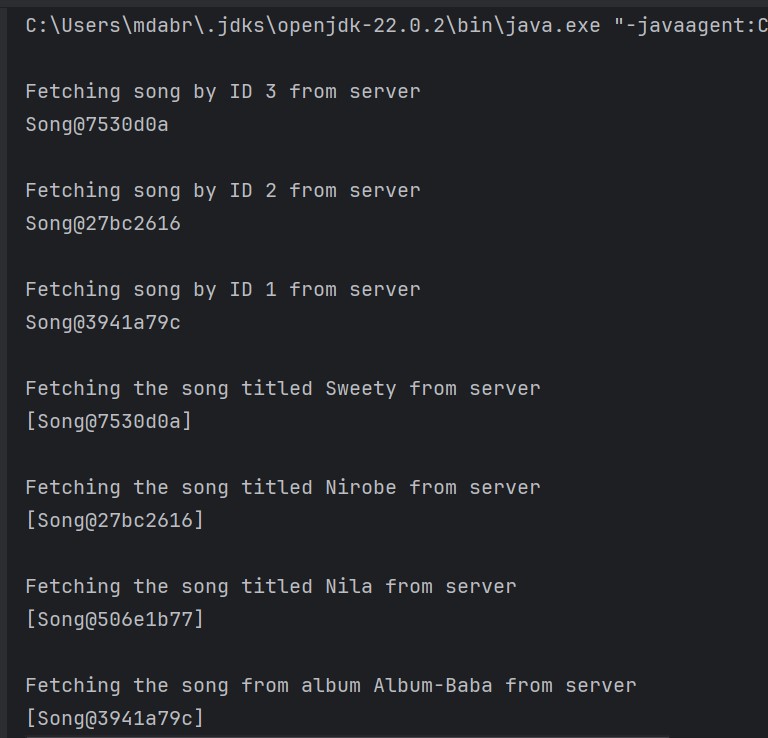 C:\Users\mdabr\.jdks\openjdk-22.0.2\bin\java.exe "-javaagent:C
Fetching song by ID 3 from server
Song@7530d0a
Fetching song by ID 2 from server
Song@27bc2616
Fetching song by ID 1 from server
Song@3941a79c
Fetching the song titled Sweety from server
[Song@7530d0a]
Fetching the song titled Nirobe from server
[Song@27bc2616]
Fetching the song titled Nila from server
[Song@506e1b77]
Fetching the song from album Album-Baba from server
[Song@3941a79c]